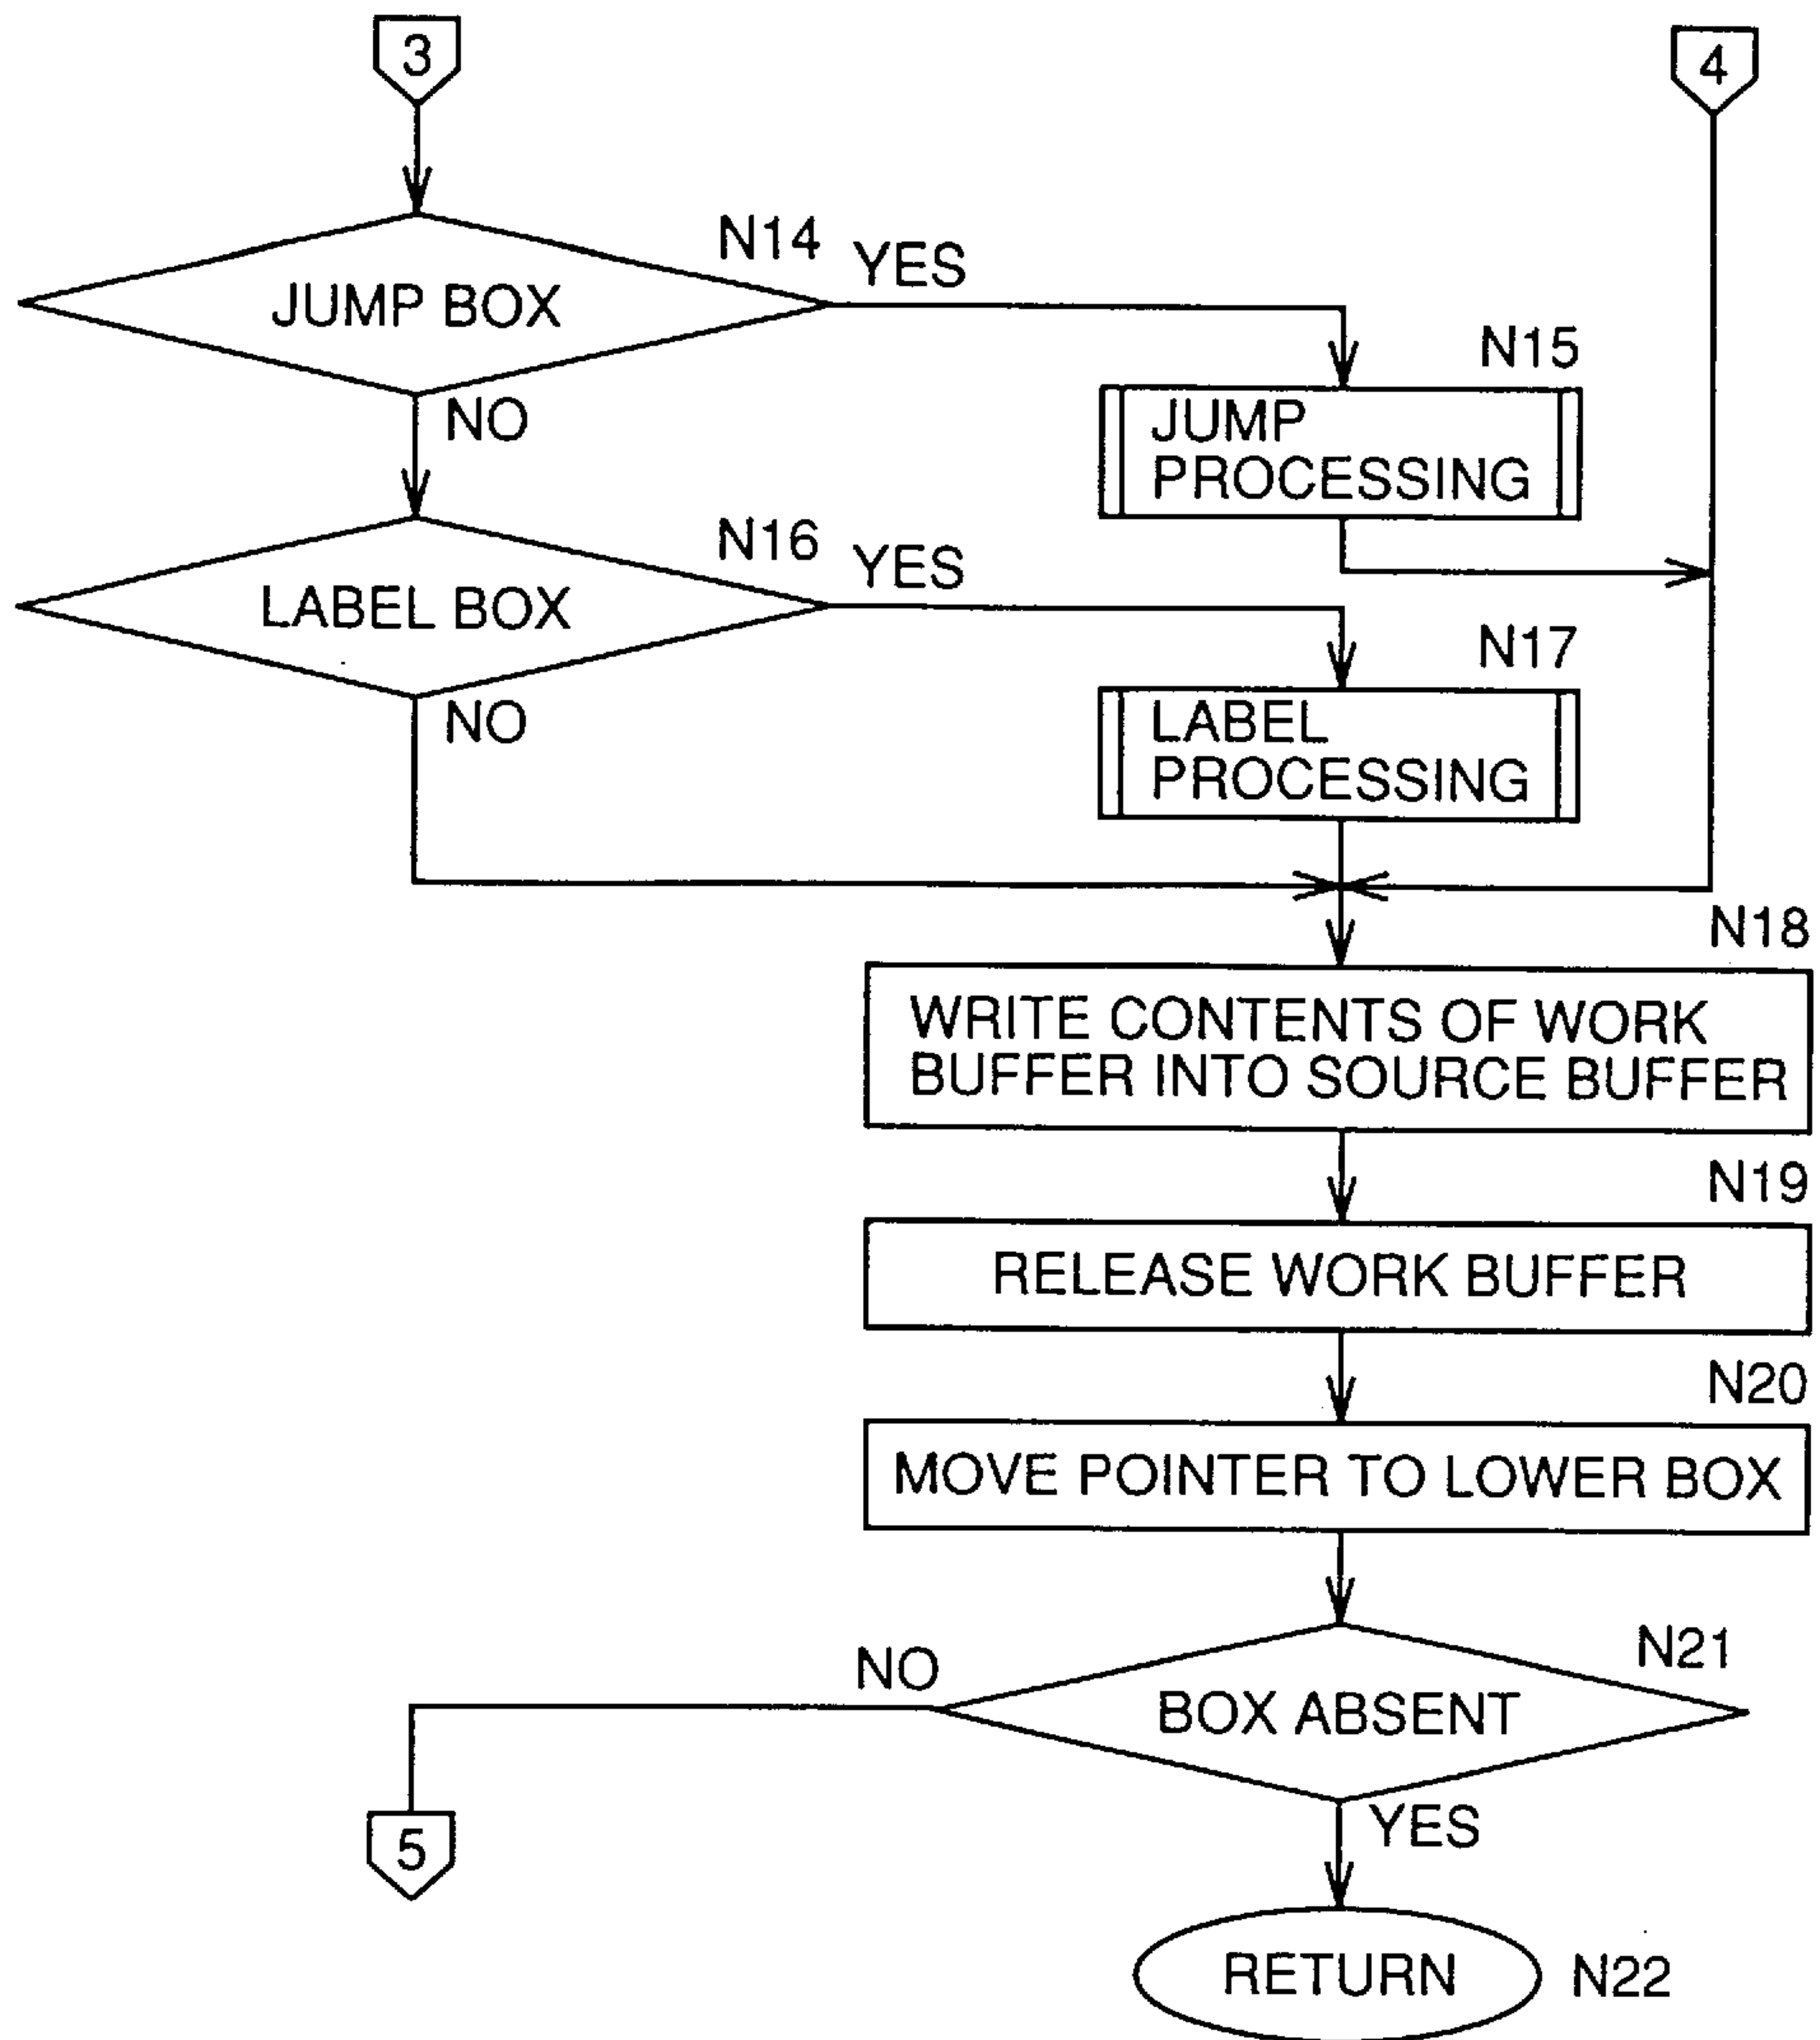 3
4
N14
YES
JUMP BOX
N15
NO
JUMP
PROCESSING
N16
YES
LABEL BOX
N17
NO
LABEL
PROCESSING
N18
WRITE CONTENTS OF WORK
BUFFER INTO SOURCE BUFFER
N19
RELEASE WORK BUFFER
N20
MOVE POINTER TO LOWER BOX
NO
N21
BOX ABSENT
YES
5
RETURN
N22